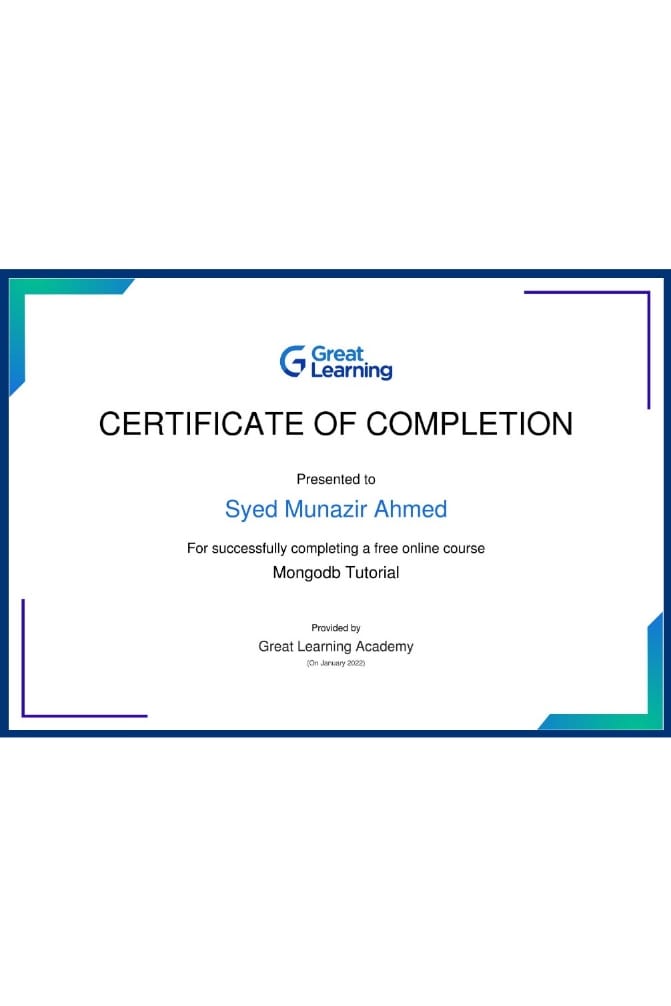 Great
Learning
CERTIFICATE OF COMPLETION
Presented to
Syed Munazir Ahmed
For successfully completing a free online course
Mongodb Tutorial
Provided by
Great Learning Academy
(On January 2022)